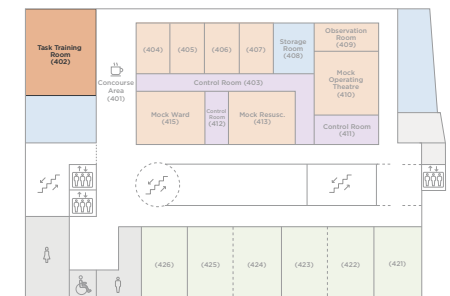 Task Training
Room
(402)
Concourse
Area
(401)
(404)
(405)
(406)
(407)
Storage
Room
(408)
Observation
Room
(409)
Mock
Operating
Theatre
(410)
Control Room (403)
Mock Ward
(415)
Control
Room
(412)
Mock Resusc.
(413)
Control Room
(411)
(426)
(425)
(424)
(423)
(422)
(421)